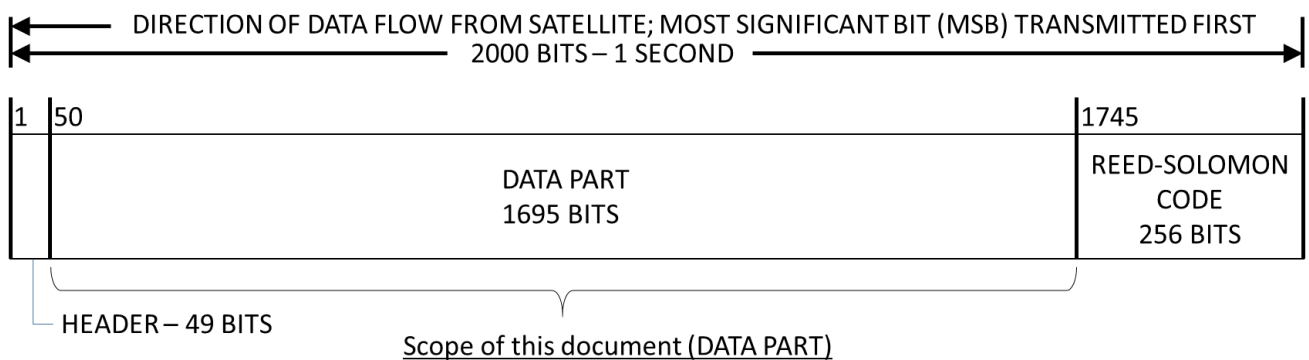 DIRECTION OF DATA FLOW FROM SATELLITE; MOST SIGNIFICANT BIT (MSB) TRANSMITTED FIRST
2000 BITS – 1 SECOND
1 50 1745
DATA PART
1695 BITS
REED-SOLOMON
CODE
256 BITS
HEADER – 49 BITS
Scope of this document (DATA PART)